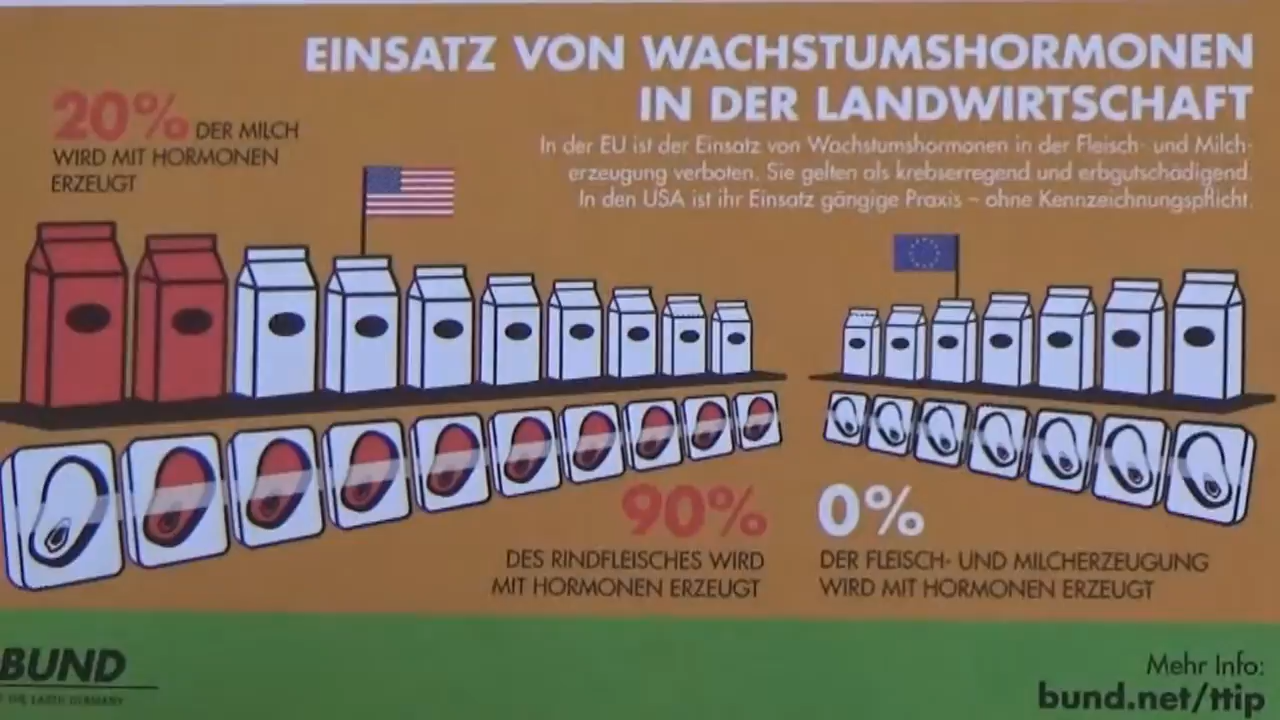 EINSATZ VON WACHSTUMSHORMONEN
IN DER LANDWIRTSCHAFT
In der EU ist der Einsatz von Wachstumshormonen in der Fleisch- und Milch-
erzeugung verboten. Sie gelten als krebserregend und erbgutschädigend.
In den USA ist ihr Einsatz gängige Praxis – ohne Kennzeichnungspflicht.
20% DER MILCH
WIRD MIT HORMONEN
ERZEUGT
90%
DES RINDFLEISCHES WIRD
MIT HORMONEN ERZEUGT
0%
DER FLEISCH- UND MILCHERZEUGUNG
WIRD MIT HORMONEN ERZEUGT
BUND
THE EARTH GERMANY
Mehr Info:
bund.net/ttip